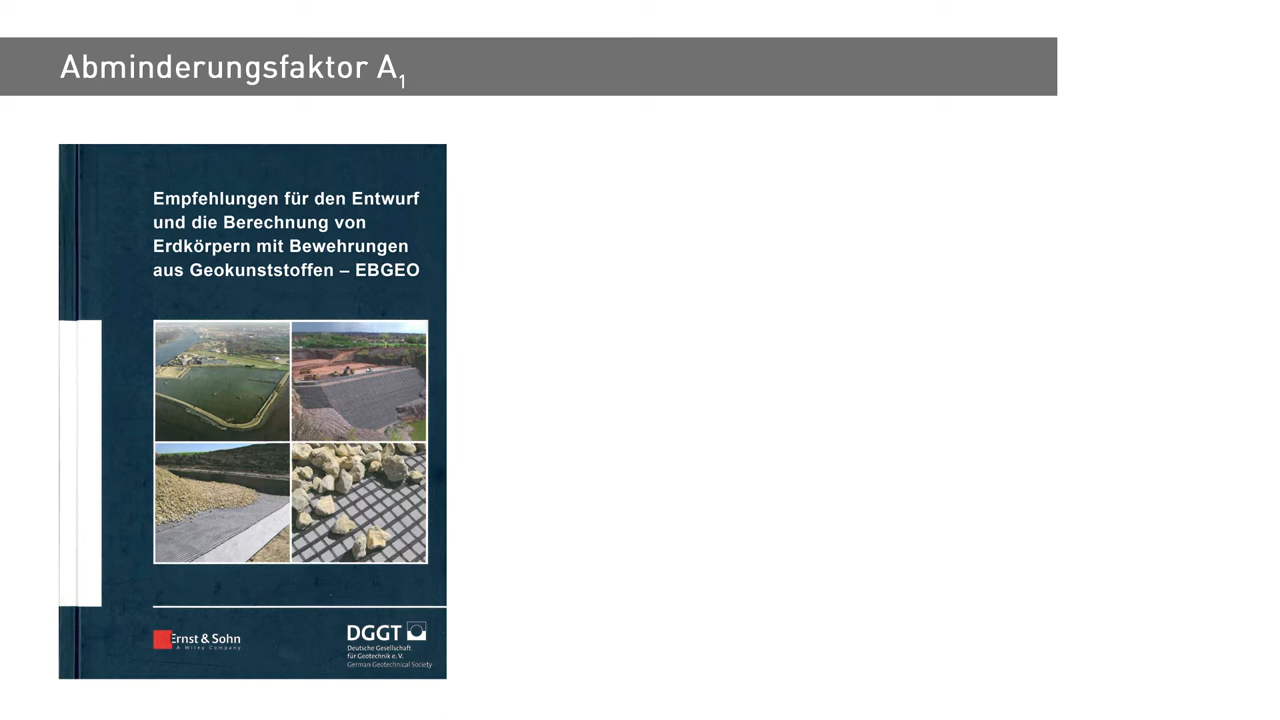 Abminderungsfaktor A1
Empfehlungen für den Entwurf
und die Berechnung von
Erdkörpern mit Bewehrungen
aus Geokunststoffen – EBGEO
Ernst & Sohn
A Wiley Company
DGGT
Deutsche Gesellschaft
für Geotechnik e. V.
German Geotechnical Society